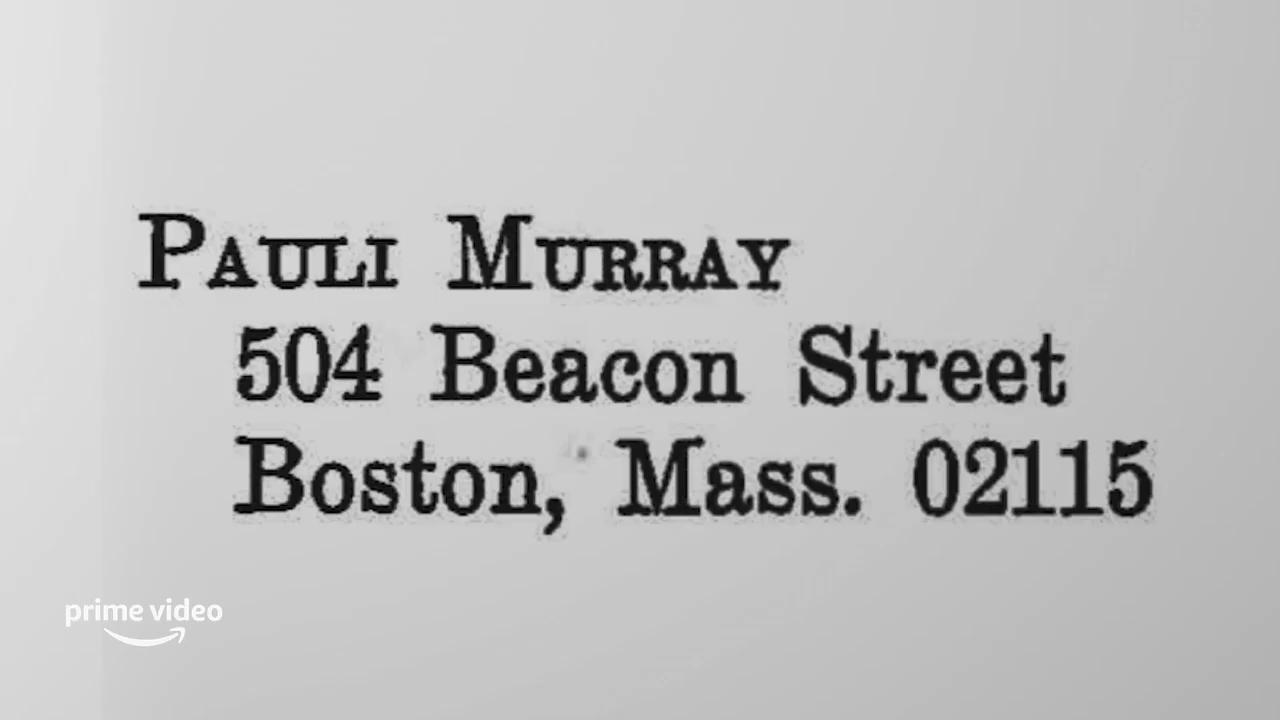 PAULI MURRAY
504 Beacon Street
Boston, Mass. 02115
prime video